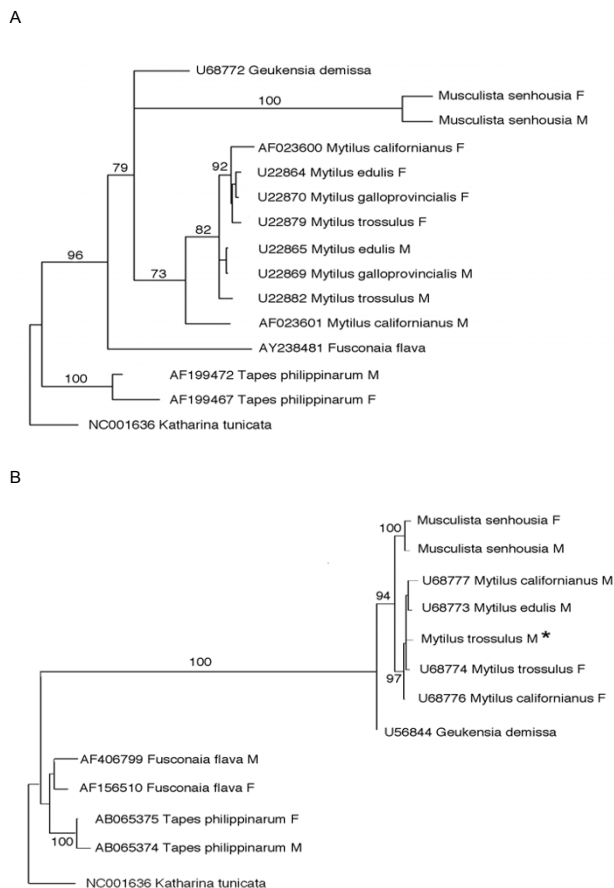 A
U68772 Geukensia demissa
100
Musculista senhousia F
Musculista senhousia M
AF023600 Mytilus californianus F
92
U22864 Mytilus edulis F
79
U22870 Mytilus galloprovincialis F
U22879 Mytilus trossulus F
82
U22865 Mytilus edulis M
96
73
U22869 Mytilus galloprovincialis M
U22882 Mytilus trossulus M
AF023601 Mytilus californianus M
AY238481 Fusconaia flava
100
AF199472 Tapes philippinarum M
AF199467 Tapes philippinarum F
NC001636 Katharina tunicata
B
Musculista senhousia F
100
Musculista senhousia M
U68777 Mytilus californianus M
94
U68773 Mytilus edulis M
Mytilus trossulus M*
100
U68774 Mytilus trossulus F
97
U68776 Mytilus californianus F
U56844 Geukensia demissa
AF406799 Fusconaia flava M
AF156510 Fusconaia flava F
AB065375 Tapes philippinarum F
100
AB065374 Tapes philippinarum M
NC001636 Katharina tunicata